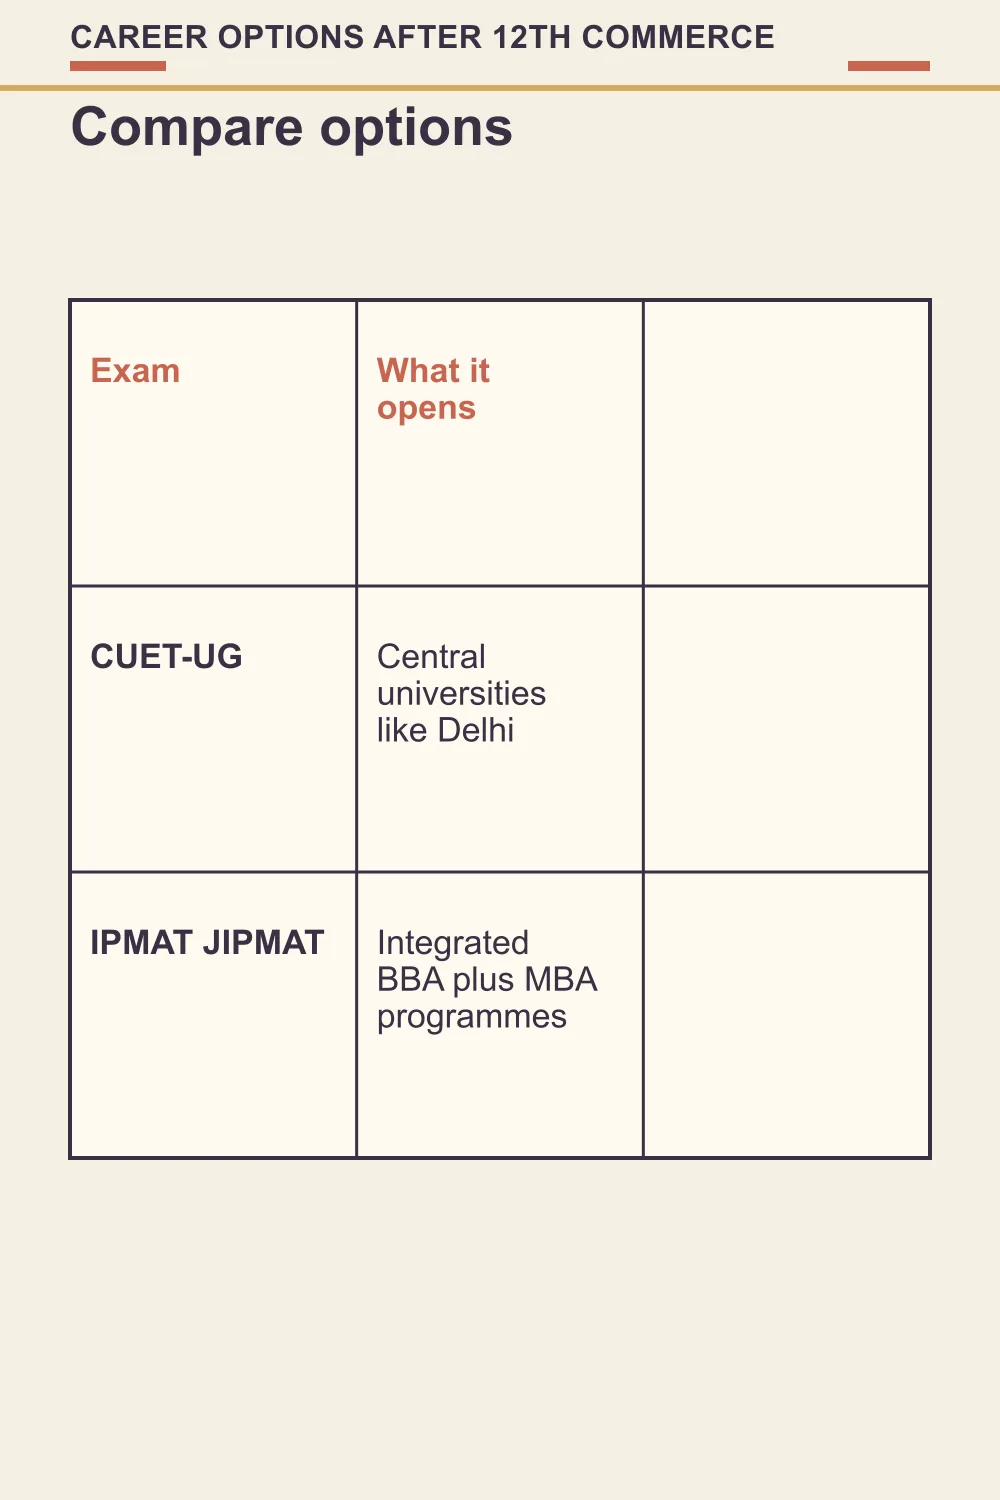 CAREER OPTIONS AFTER 12TH COMMERCE
Compare options
Exam
What it
opens
CUET-UG
Central
universities
like Delhi
IPMAT JIPMAT
Integrated
BBA plus MBA
programmes